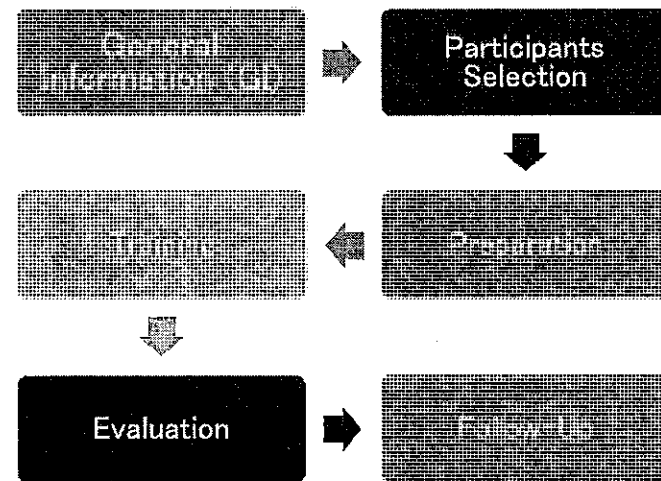 General
Information (GI)
Participants
Selection
Preparation
Training
Evaluation
Follow-Up